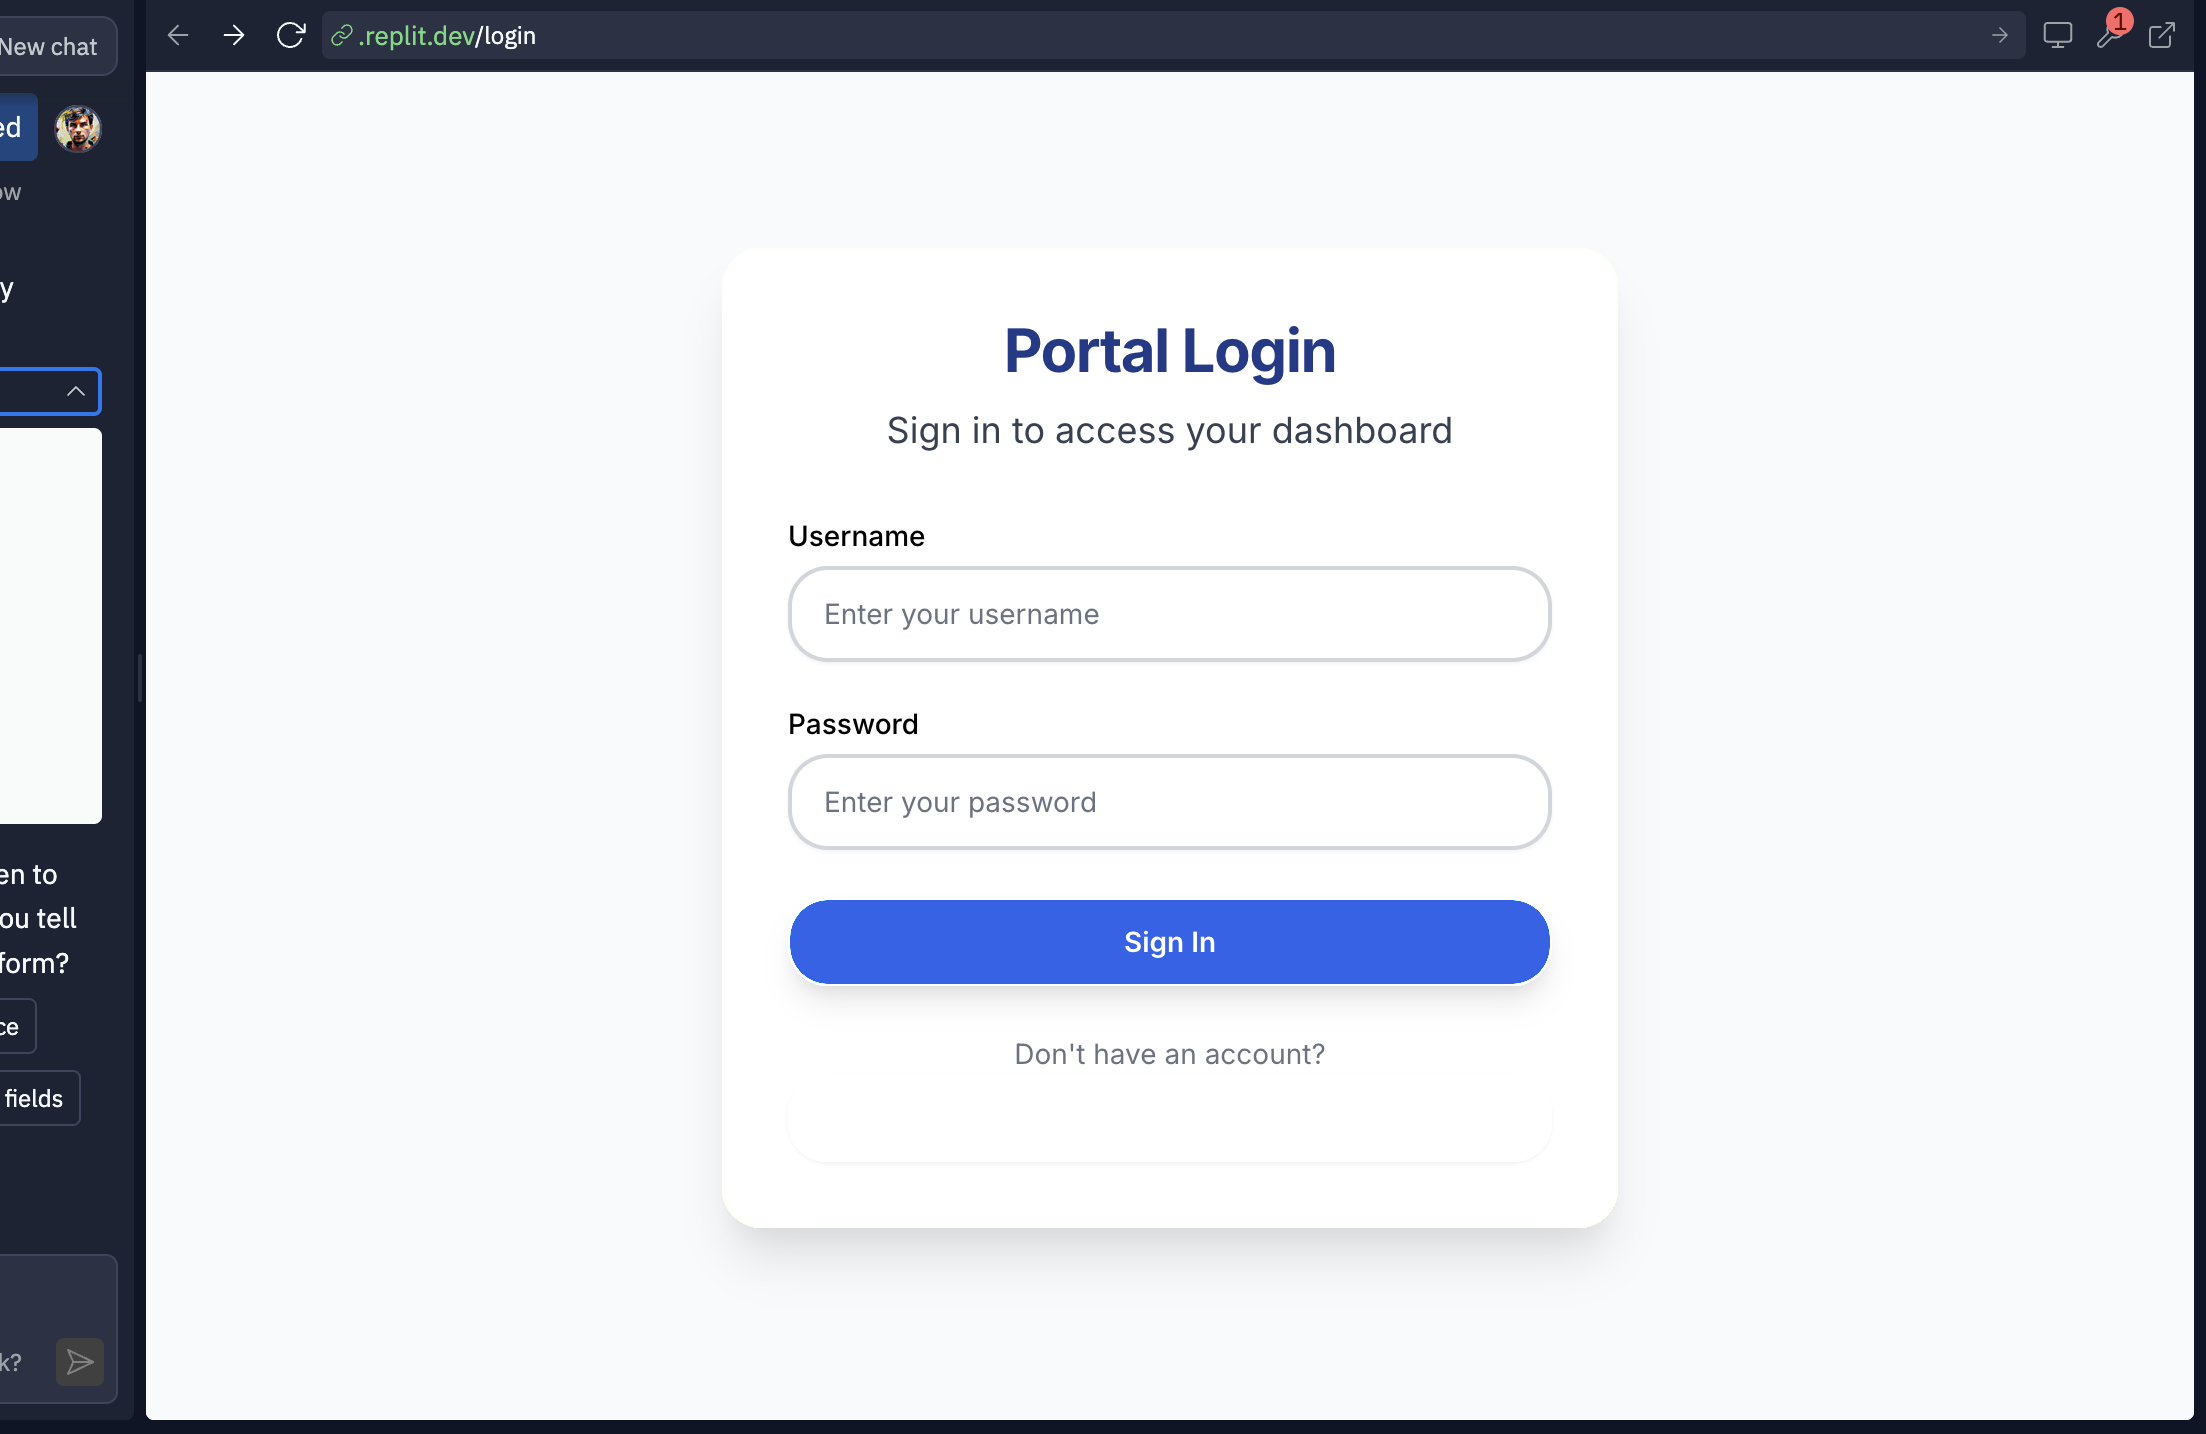 New chat
.replit.dev/login
1
ed
ow
y
en to
ou tell
form?
ce
fields
k?
Portal Login
Sign in to access your dashboard
Username
Enter your username
Password
Enter your password
Sign In
Don't have an account?